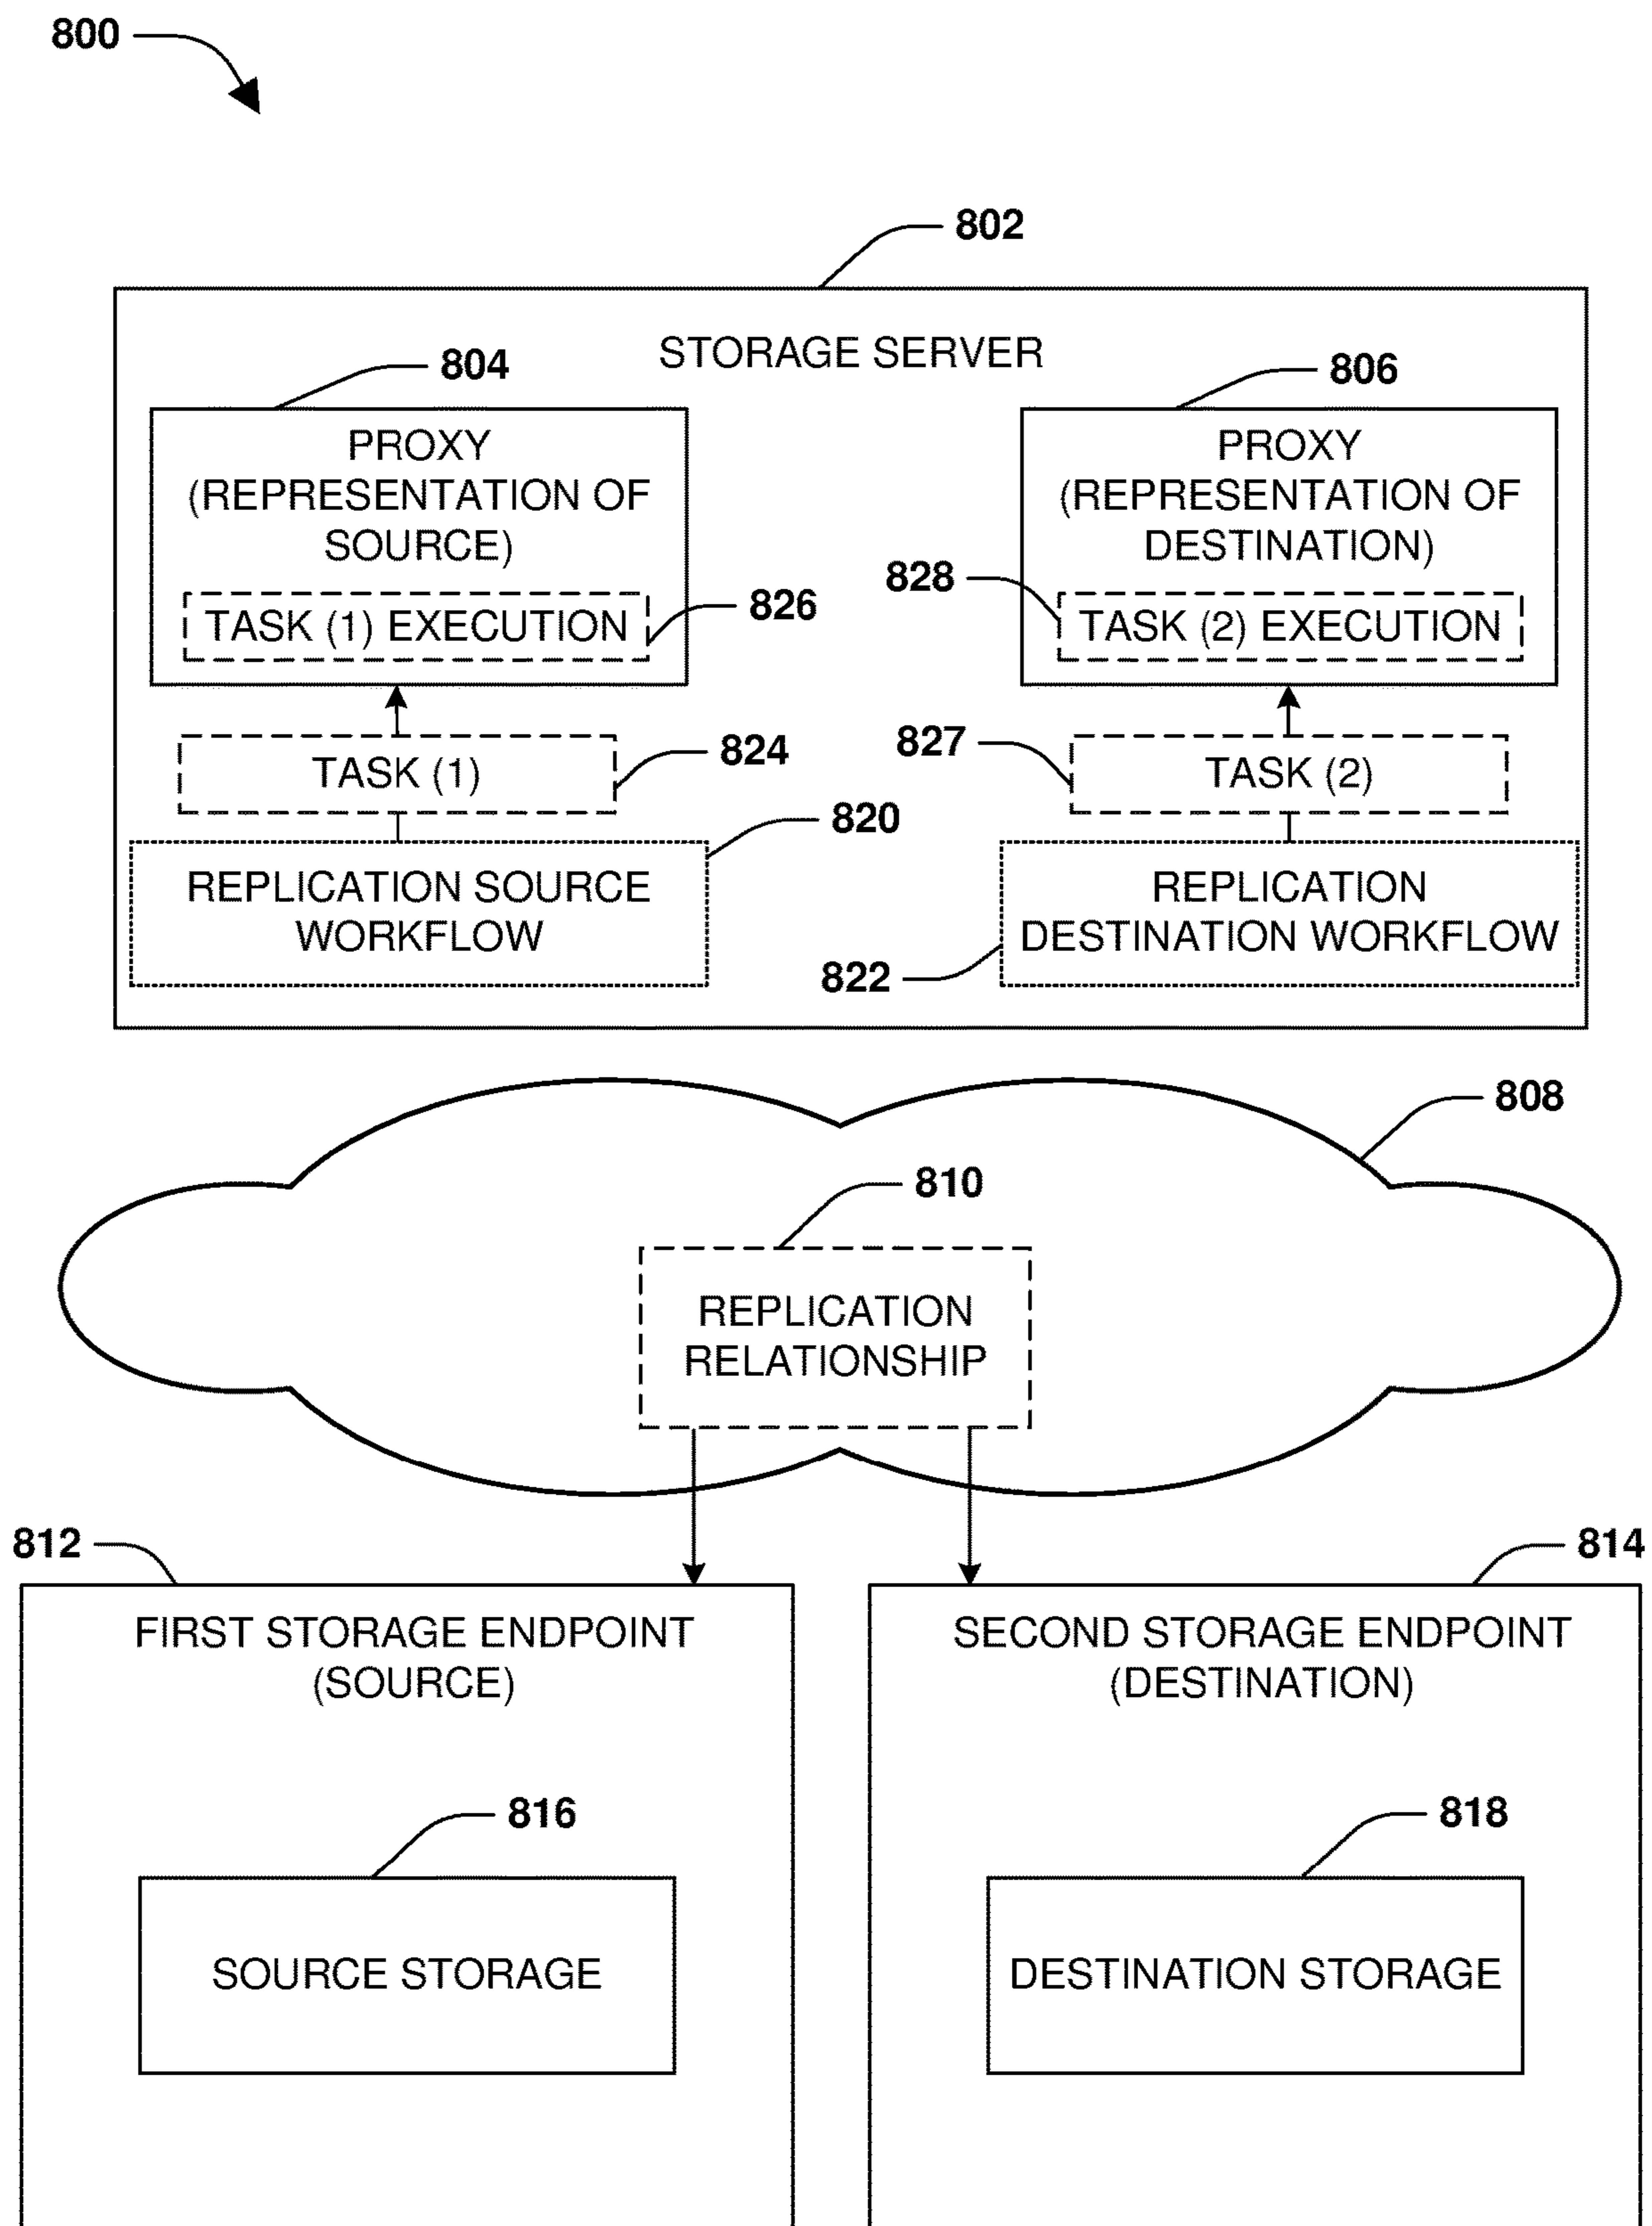 800
802
STORAGE SERVER
804
806
PROXY
(REPRESENTATION OF
SOURCE)
TASK (1) EXECUTION
826
PROXY
(REPRESENTATION OF
DESTINATION)
828
TASK (2) EXECUTION
TASK (1)
824
827
TASK (2)
820
REPLICATION SOURCE
WORKFLOW
REPLICATION
DESTINATION WORKFLOW
822
808
810
REPLICATION
RELATIONSHIP
812
814
FIRST STORAGE ENDPOINT
(SOURCE)
SECOND STORAGE ENDPOINT
(DESTINATION)
816
818
SOURCE STORAGE
DESTINATION STORAGE